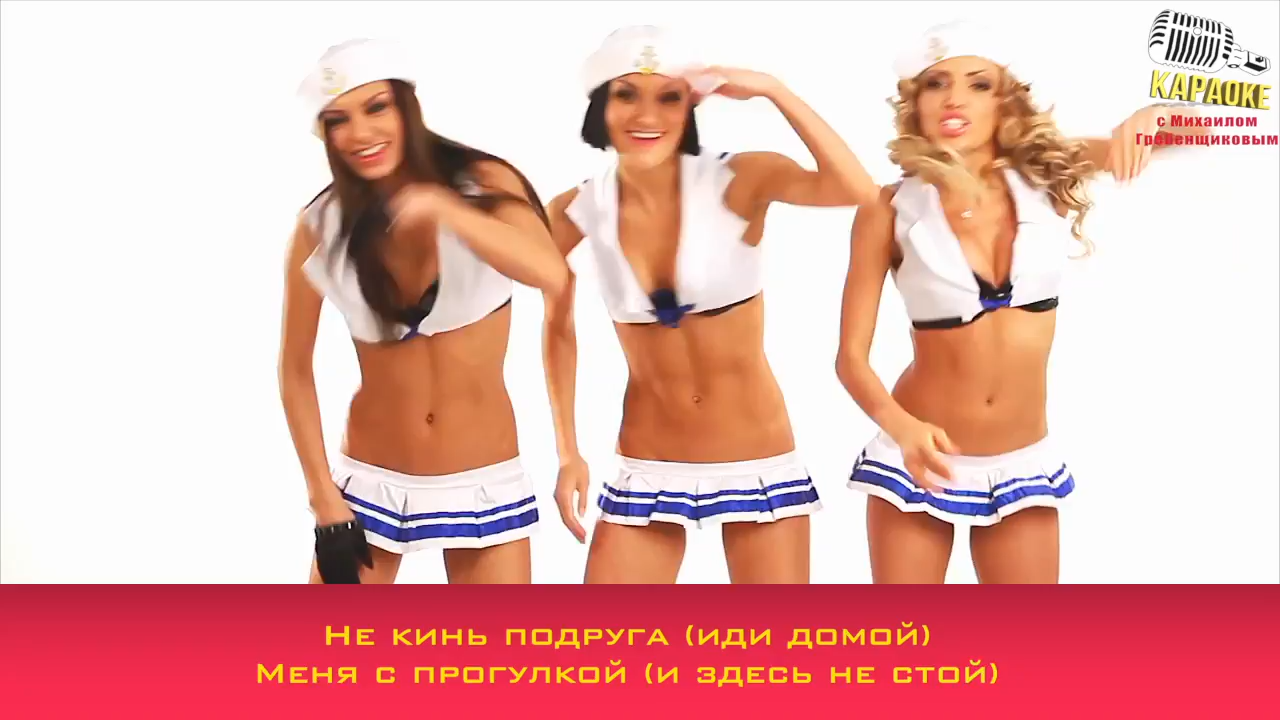 КАРАОКЕ
с Михаилом
Гребенщиковым
Не кинь подруга (иди домой)
Меня с прогулкой (и здесь не стой)